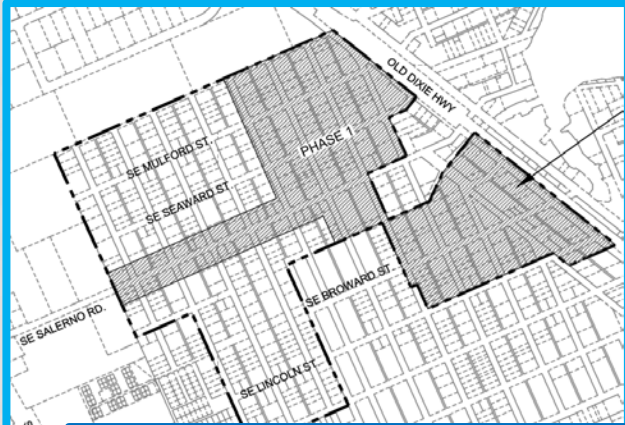 OLD DIXIE HWY
PHASE 1
SE MULFORD ST.
SE SEAWARD ST
SE BROWARD ST
SE SALERNO RD.
SE LINCOLN ST